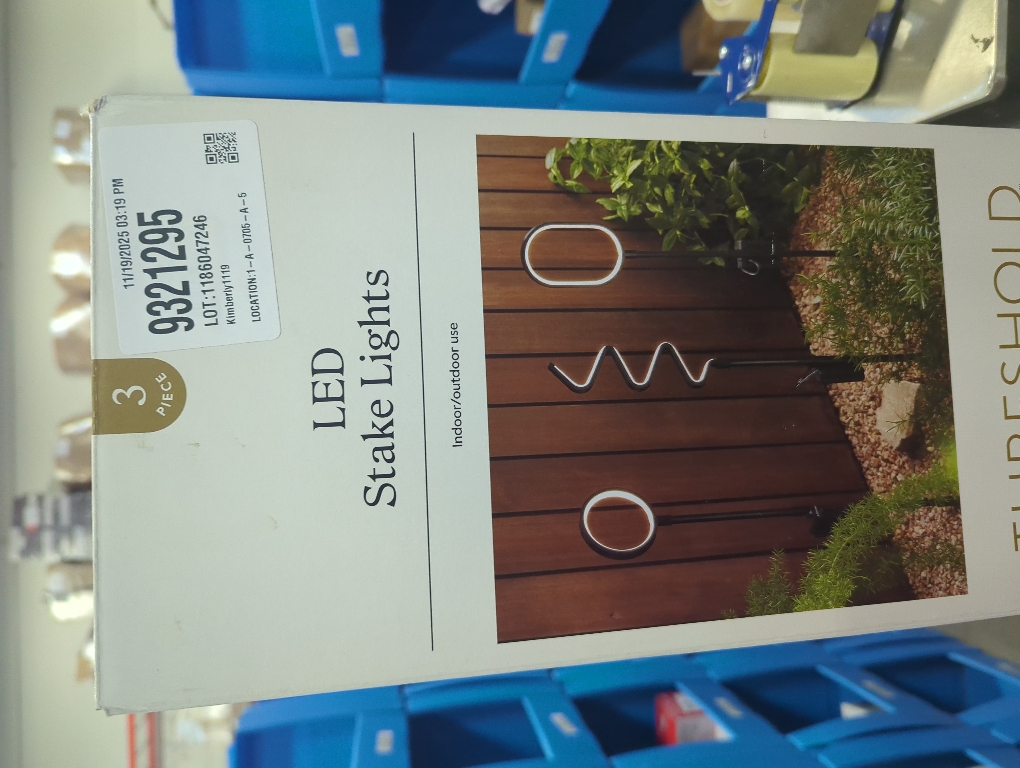 11/19/2025 03:19 PM
9321295
LOT:1186047246
Kimberly1119
LOCATION:1-A-0705-A-5
3
PIECE
LED
Stake Lights
Indoor/outdoor use
THRESHOLD